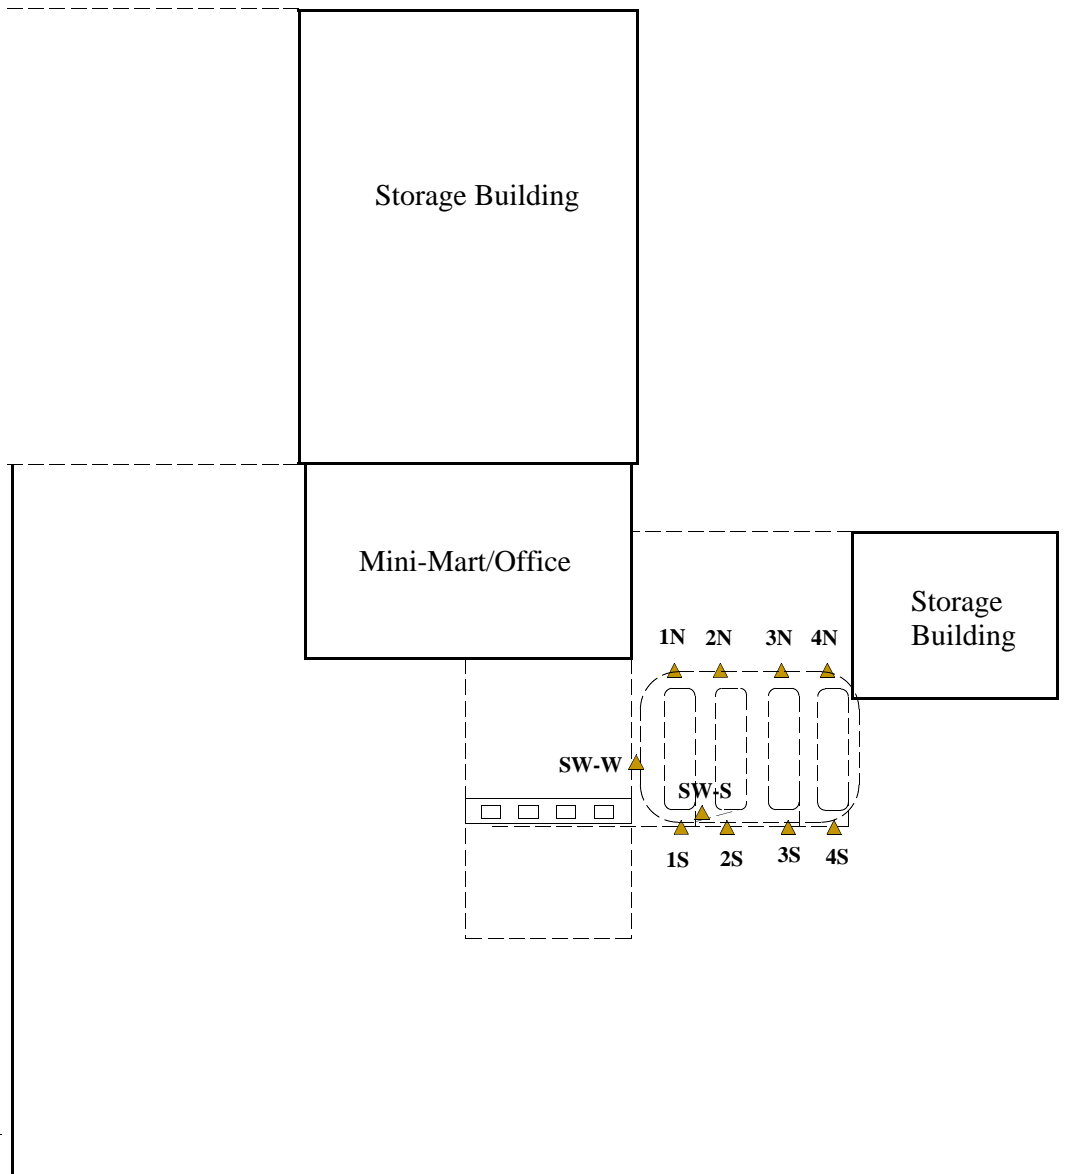 Storage Building
Mini-Mart/Office
Storage
Building
1N 2N 3N 4N
SW-W
SW-S
1S 2S 3S 4S